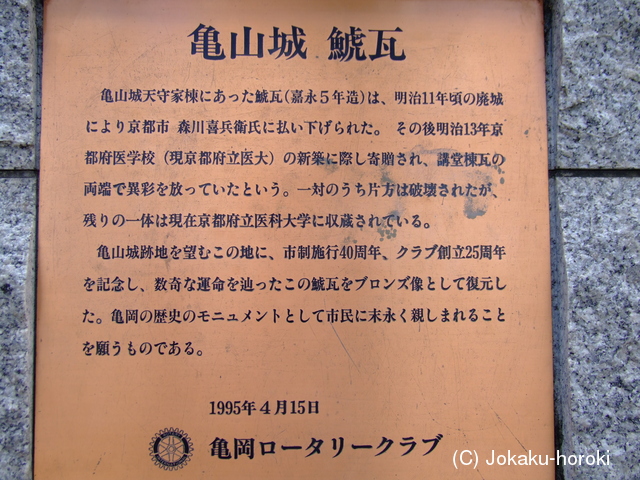 亀山城 鯱瓦
亀山城天守家棟にあった鯱瓦(嘉永5年造)は、明治11年頃の廃城
により京都市 森川喜兵衛氏に払い下げられた。 その後明治13年京
都府医学校(現京都府立医大)の新築に際し寄贈され、講堂棟瓦の
両端で異彩を放っていたという。一対のうち片方は破壊されたが、
残りの一体は現在京都府立医科大学に収蔵されている。
亀山城跡地を望むこの地に、市制施行40周年、クラブ創立25周年
を記念し、数奇な運命を辿ったこの鯱瓦をブロンズ像として復元し
た。亀岡の歴史のモニュメントとして市民に末永く親しまれること
を願うものである。
1995年4月15日
亀岡ロータリークラブ
(C) Jokaku-horoki